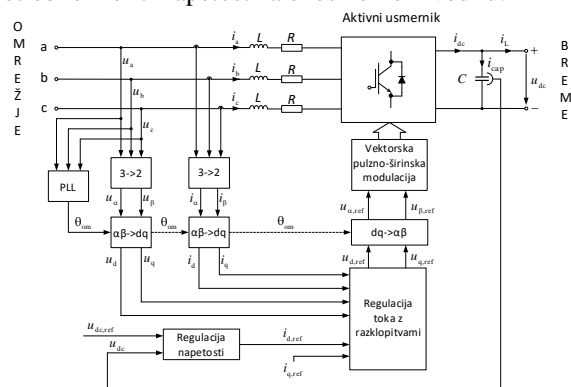 Aktivni usmernik
OMREŽJE
BREME
a
b
c
i_a
i_b
i_c
L
R
L
R
L
R
i_dc
i_L
i_cap
C
+
u_dc
−
u_a
u_b
u_c
PLL
3->2
3->2
Vektorska
pulzno-širinska
modulacija
u_α
u_β
i_α
i_β
u_α,ref
u_β,ref
θ_om
αβ->dq
θ_om
αβ->dq
θ_om
dq->αβ
u_d
u_q
i_d
i_q
u_d,ref
u_q,ref
Regulacija
toka z
razklopitvami
u_dc,ref
u_dc
Regulacija
napetosti
i_d,ref
i_q,ref